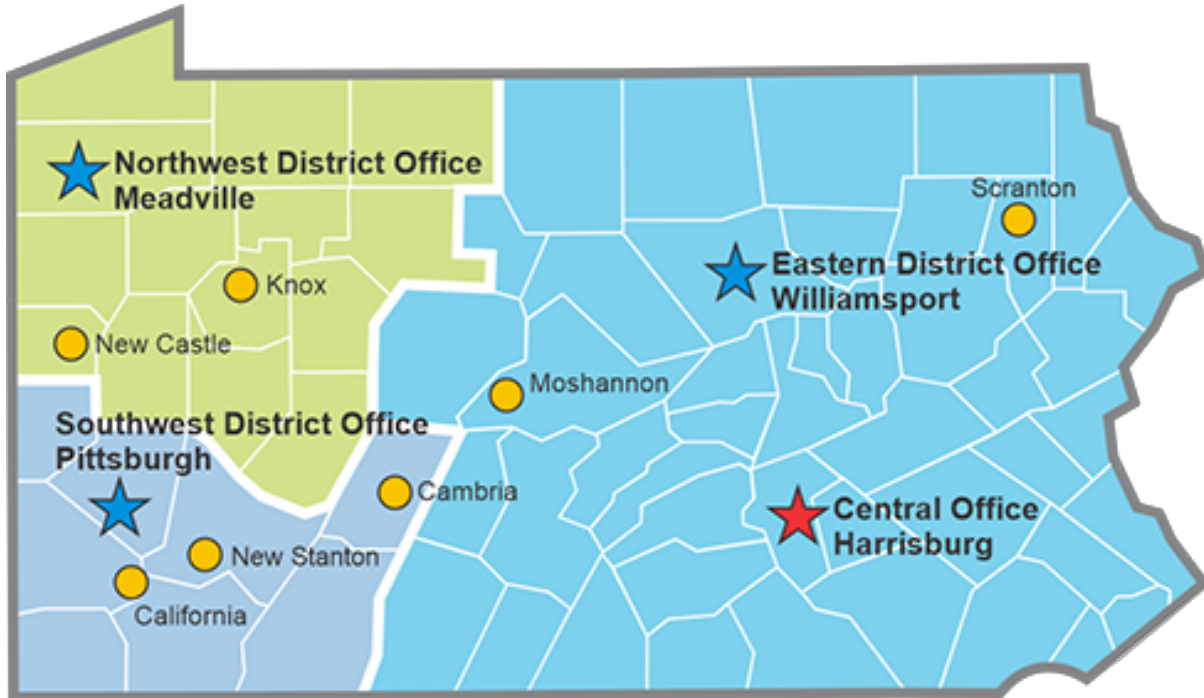 Northwest District Office
Meadville
Scranton
Eastern District Office
Williamsport
Knox
New Castle
Moshannon
Southwest District Office
Pittsburgh
Cambria
Central Office
Harrisburg
New Stanton
California